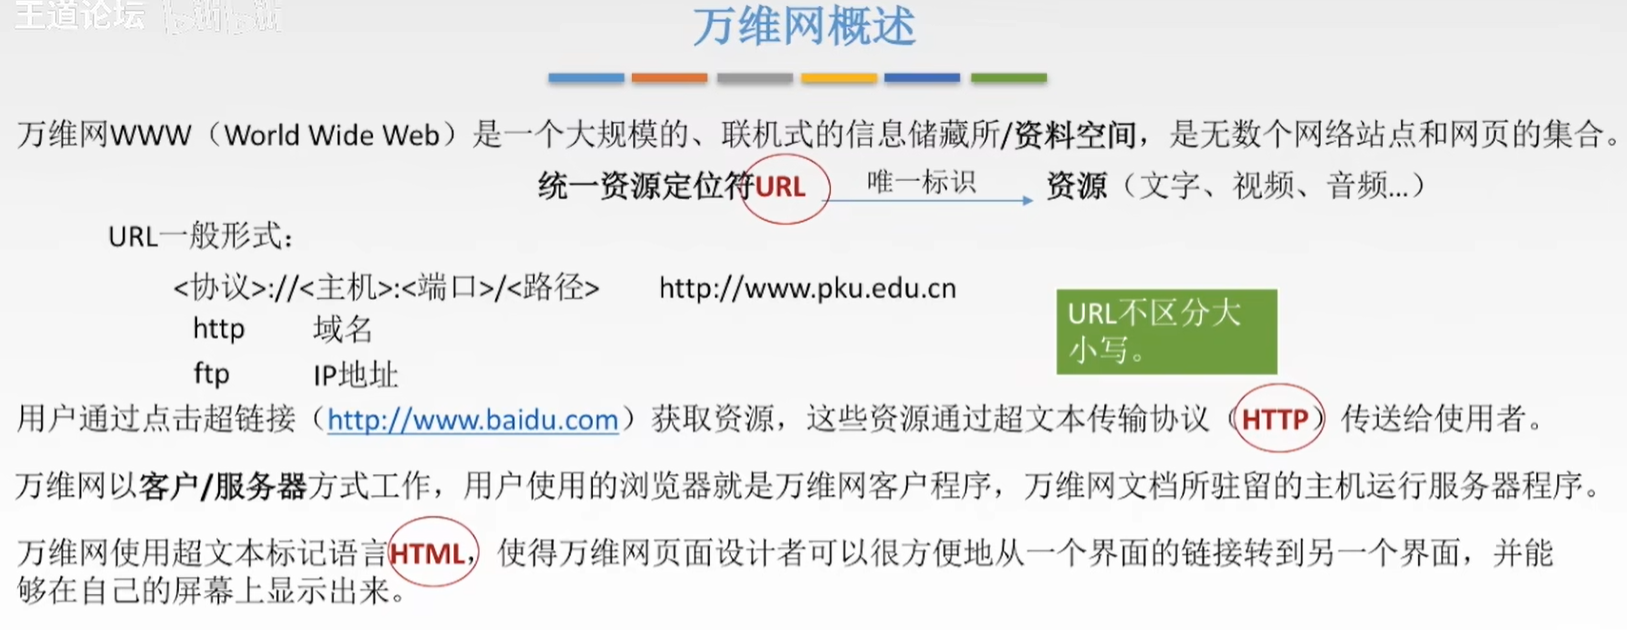 王道论坛 bilibili
万维网概述
万维网WWW（World Wide Web）是一个大规模的、联机式的信息储藏所/资料空间，是无数个网络站点和网页的集合。
统一资源定位符URL 唯一标识 资源（文字、视频、音频…）
URL一般形式：
<协议>://<主机>:<端口>/<路径> http://www.pku.edu.cn
URL不区分大
小写。
http 域名
ftp IP地址
用户通过点击超链接（http://www.baidu.com）获取资源，这些资源通过超文本传输协议（HTTP）传送给使用者。
万维网以客户/服务器方式工作，用户使用的浏览器就是万维网客户程序，万维网文档所驻留的主机运行服务器程序。
万维网使用超文本标记语言HTML，使得万维网页面设计者可以很方便地从一个界面的链接转到另一个界面，并能
够在自己的屏幕上显示出来。